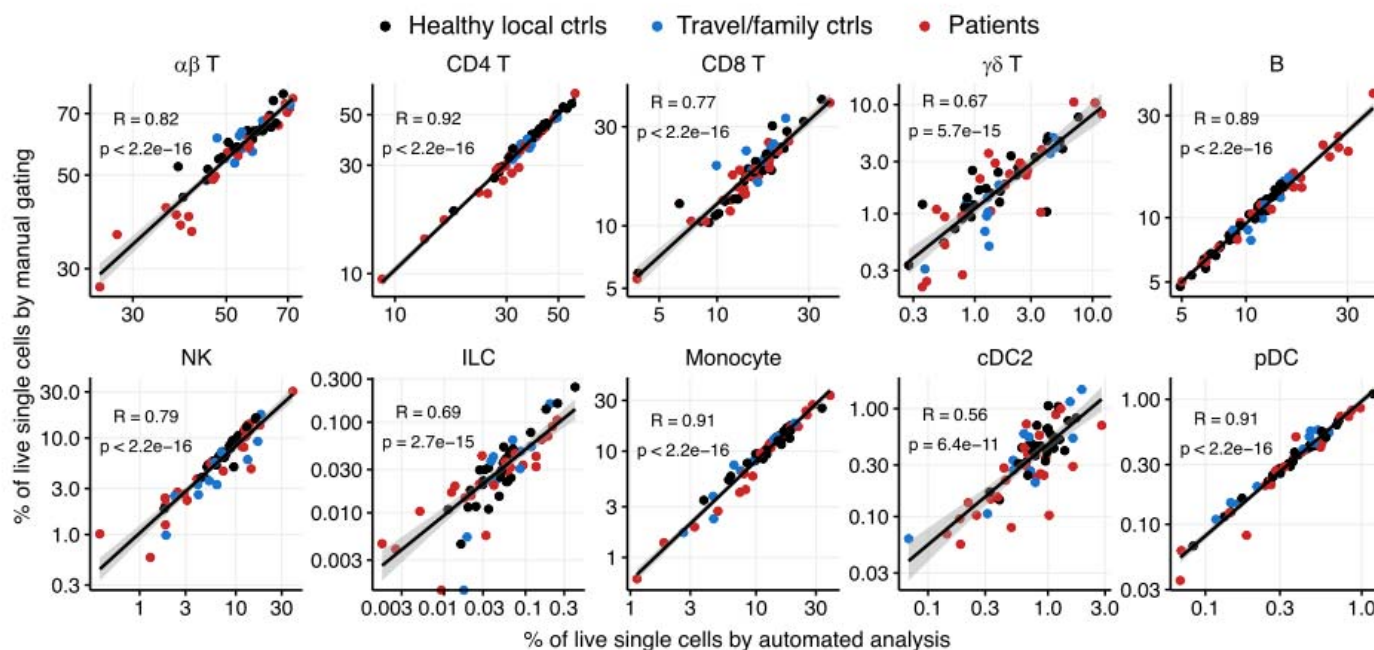 Healthy local ctrls Travel/family ctrls Patients
αβ T CD4 T CD8 T γδ T B
R = 0.82 R = 0.92 R = 0.77 R = 0.67 R = 0.89
p < 2.2e−16 p < 2.2e−16 p < 2.2e−16 p = 5.7e−15 p < 2.2e−16
70 50 30
50 30 10
30 10 5
10.0 3.0 1.0 0.3
30 10 5
30 50 70 10 30 50 10 30 0.3 1.0 3.0 10.0 5 10 30
% of live single cells by manual gating
NK ILC Monocyte cDC2 pDC
R = 0.79 R = 0.69 R = 0.91 R = 0.56 R = 0.91
p < 2.2e−16 p = 2.7e−15 p < 2.2e−16 p = 6.4e−11 p < 2.2e−16
30.0 10.0 3.0 1.0 0.3
0.300 0.100 0.030 0.010 0.003
30 10 3 1
1.00 0.30 0.10 0.03
1.00 0.30 0.10 0.03
1 3 10 30 0.003 0.01 0.03 0.1 0.3 1 3 10 30 0.1 0.3 1.0 3.0 0.1 0.3 1.0
% of live single cells by automated analysis